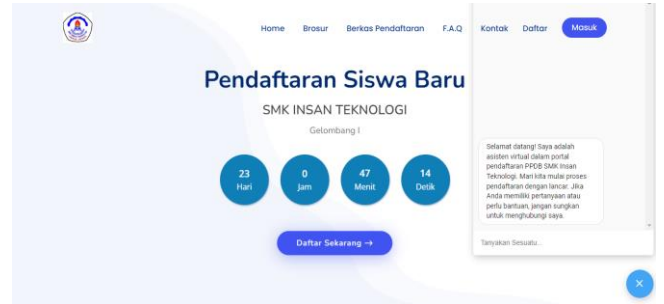 Home Brosur Berkas Pendaftaran F.A.Q Kontak Daftar Masuk
Pendaftaran Siswa Baru
SMK INSAN TEKNOLOGI
Gelombang I
23 0 47 14
Hari Jam Menit Detik
Daftar Sekarang →
Selamat datang! Saya adalah
asisten virtual dalam portal
pendaftaran PPDB SMK Insan
Teknologi. Mari kita mulai proses
pendaftaran dengan lancar. Jika
Anda memiliki pertanyaan atau
perlu bantuan, jangan sungkan
untuk menghubungi saya.
Tanyakan Sesuatu...